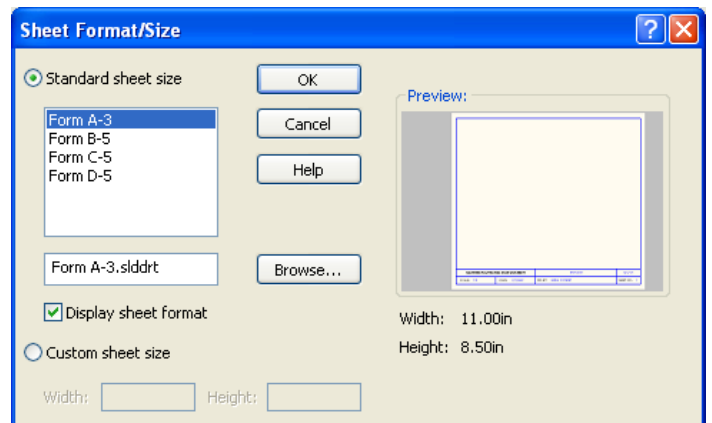 Sheet Format/Size
Standard sheet size
OK
Form A-3
Form B-5
Form C-5
Form D-5
Cancel
Help
Form A-3.slddrt
Browse...
Display sheet format
Custom sheet size
Width:
Height:
Preview:
Width: 11.00in
Height: 8.50in